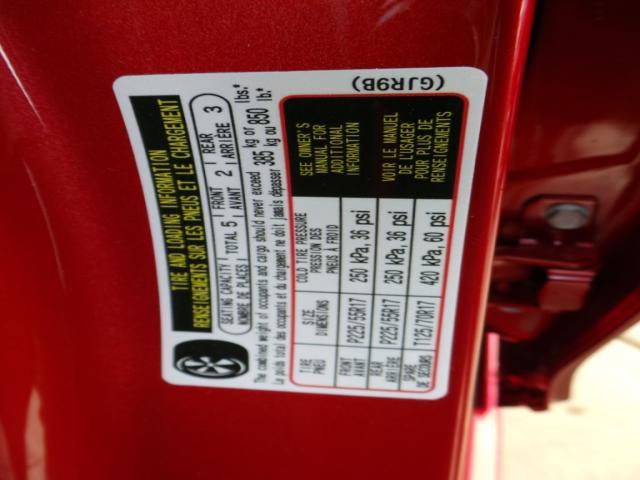 TIRE AND LOADING INFORMATION
RENSEIGNEMENTS SUR LES PNEUS ET LE CHARGEMENT
SEATING CAPACITY TOTAL 5 FRONT 2 REAR 3
NOMBRE DE PLACES AVANT ARRIÈRE
The combined weight of occupants and cargo should never exceed 385 kg or 850 lbs.*
Le poids total des occupants et du chargement ne doit jamais dépasser 385 kg ou 850 lb.*
TIRE SIZE COLD TIRE PRESSURE SEE OWNER'S
PNEU DIMENSIONS PRESSION DES MANUAL FOR
PNEUS À FROID ADDITIONAL
INFORMATION
FRONT P225/55R17 250 kPa, 36 psi
AVANT
REAR P225/55R17 250 kPa, 36 psi VOIR LE MANUEL
ARRIÈRE DE L'USAGER
SPARE T125/70R17 420 kPa, 60 psi POUR PLUS DE
DE SECOURS RENSEIGNEMENTS
(GJR9B)